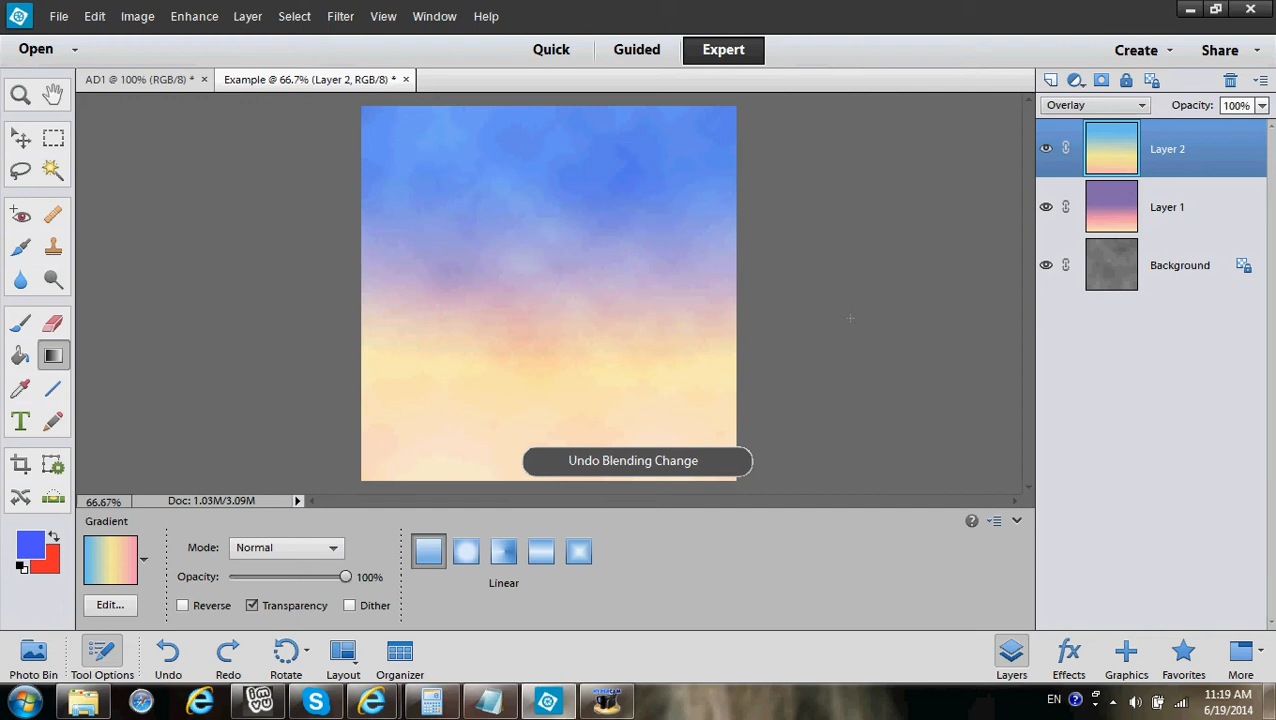 File Edit Image Enhance Layer Select Filter View Window Help
Open Quick Guided Expert Create Share
AD1 @ 100% (RGB/8) * × Example @ 66.7% (Layer 2, RGB/8) * ×
Overlay Opacity: 100%
Layer 2
Layer 1
Background
Undo Blending Change
66.67% Doc: 1.03M/3.09M
Gradient
Mode: Normal
Opacity: 100%
Linear
Edit... Reverse Transparency Dither
Photo Bin Tool Options Undo Redo Rotate Layout Organizer Layers Effects Graphics Favorites More
EN 11:19 AM
6/19/2014